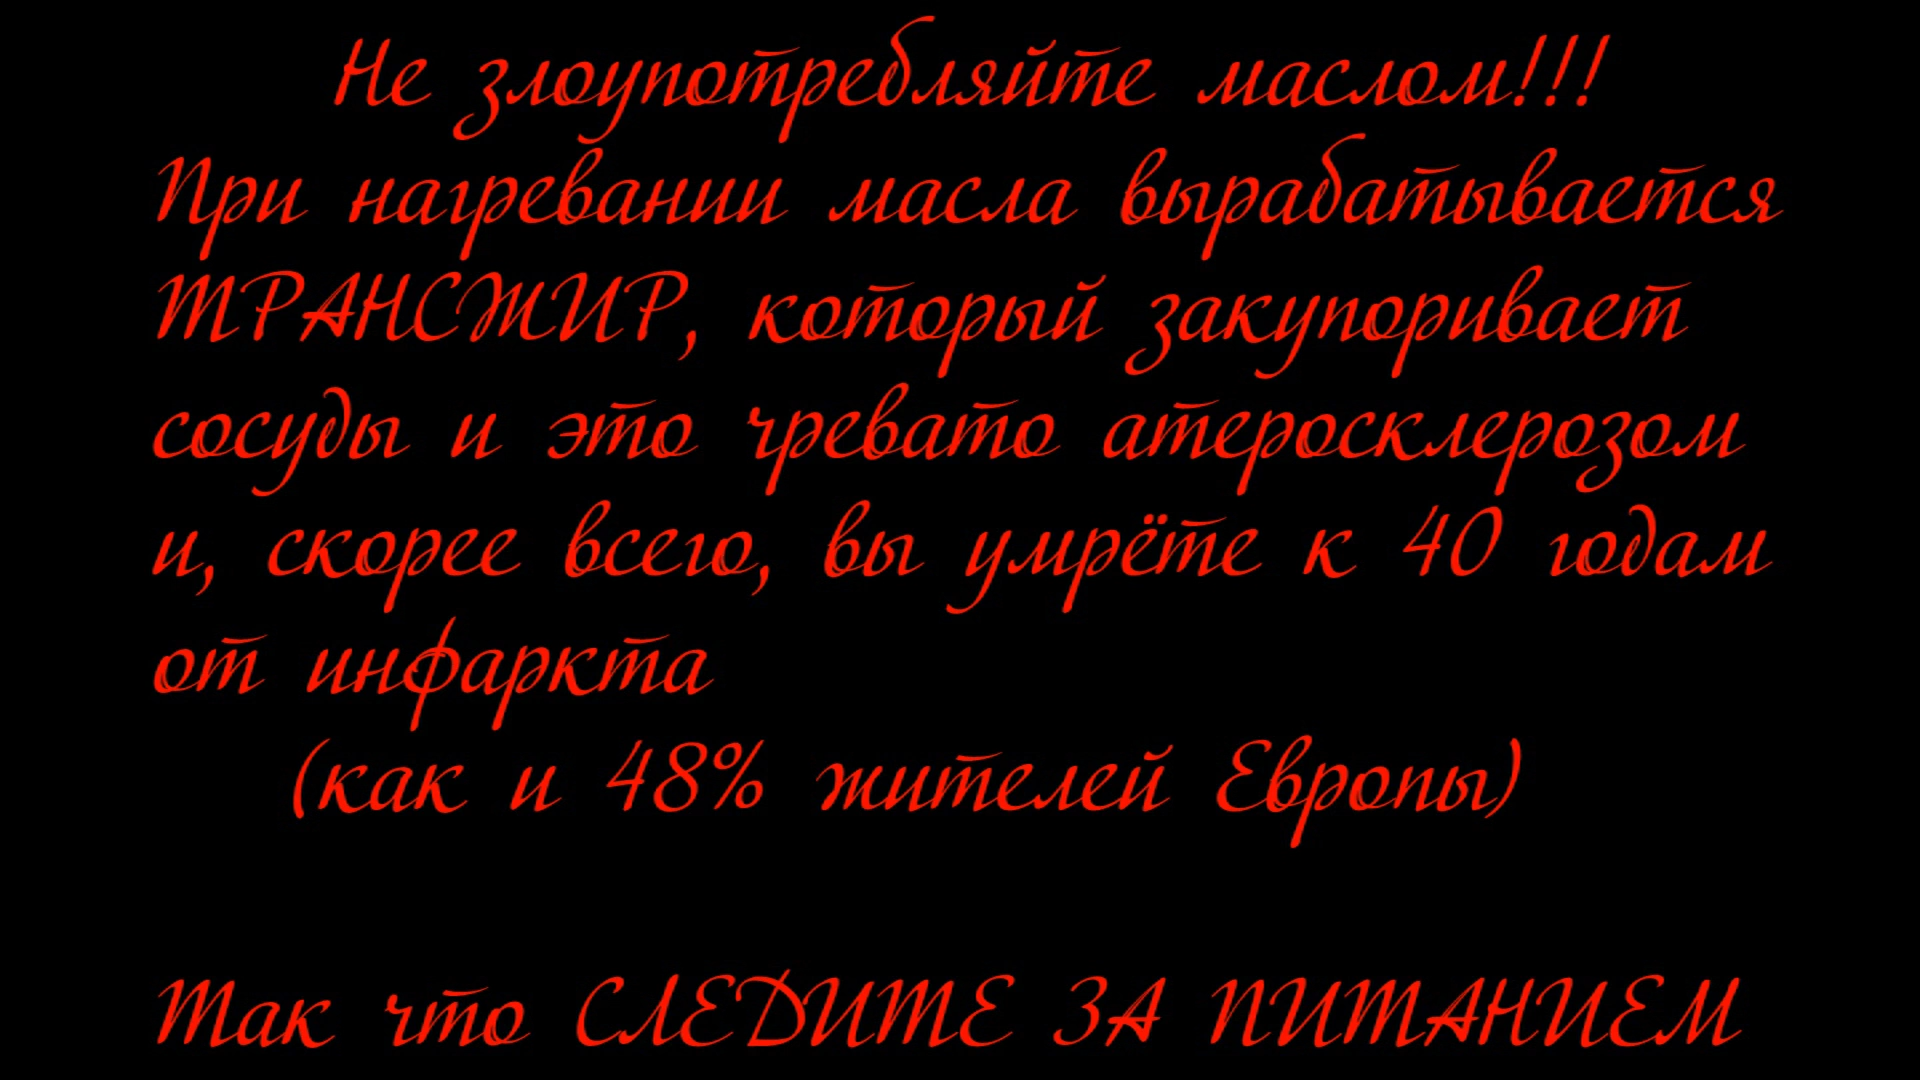 Не злоупотребляйте маслом!!!
При нагревании масла вырабатывается
ТРАНСЖИР, который закупоривает
сосуды и это чревато атеросклерозом
и, скорее всего, вы умрёте к 40 годам
от инфаркта
(как и 48% жителей Европы)
Так что СЛЕДИТЕ ЗА ПИТАНИЕМ